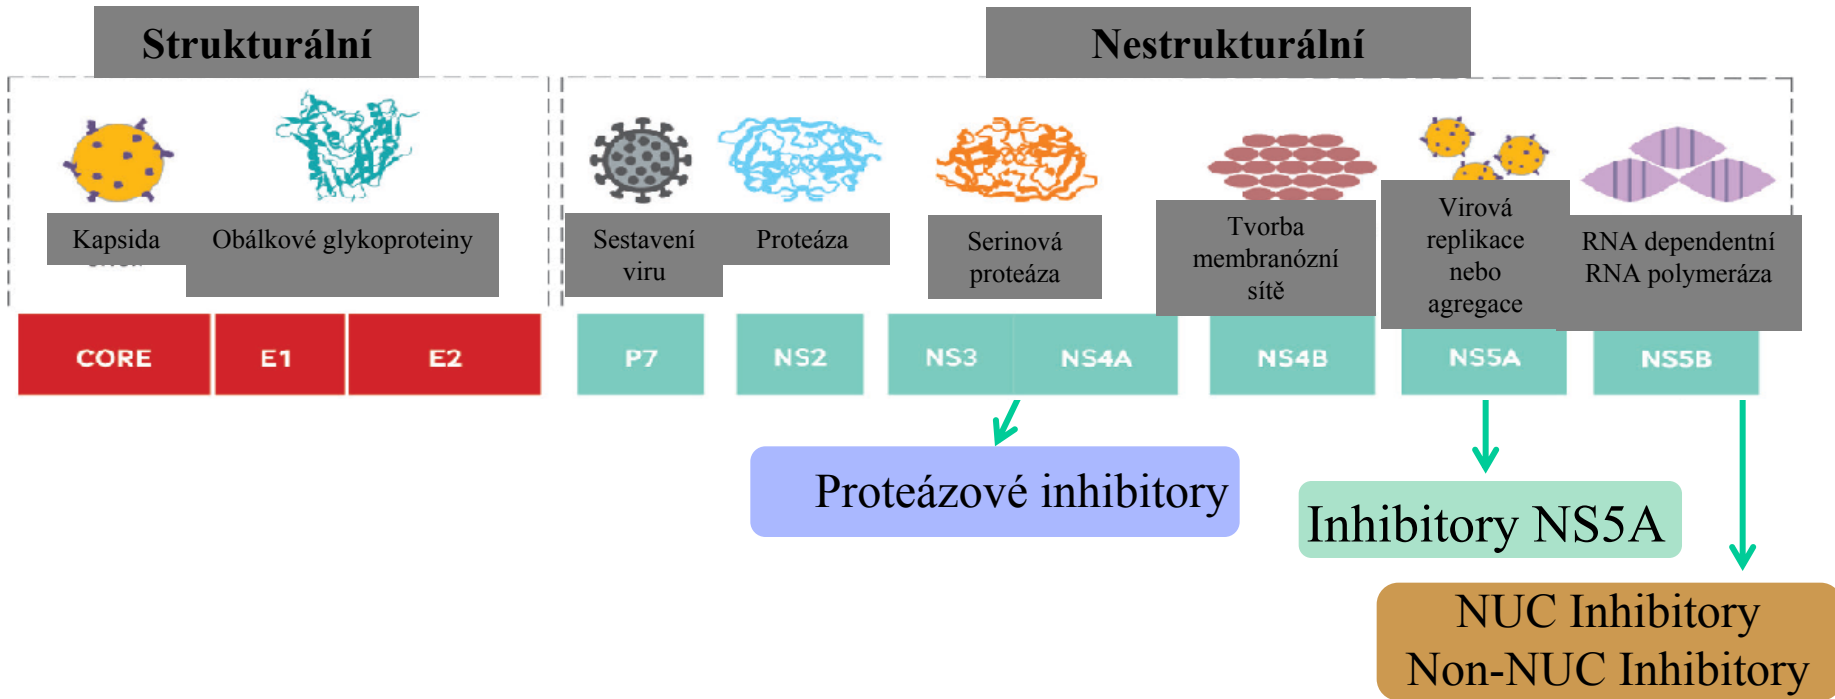 Strukturální
Nestrukturální
Kapsida
Obálkové glykoproteiny
Sestavení
viru
Proteáza
Serinová
proteáza
Tvorba
membranózní
sítě
Virová
replikace
nebo
agregace
RNA dependentní
RNA polymeráza
CORE
E1
E2
P7
NS2
NS3
NS4A
NS4B
NS5A
NS5B
Proteázové inhibitory
Inhibitory NS5A
NUC Inhibitory
Non-NUC Inhibitory